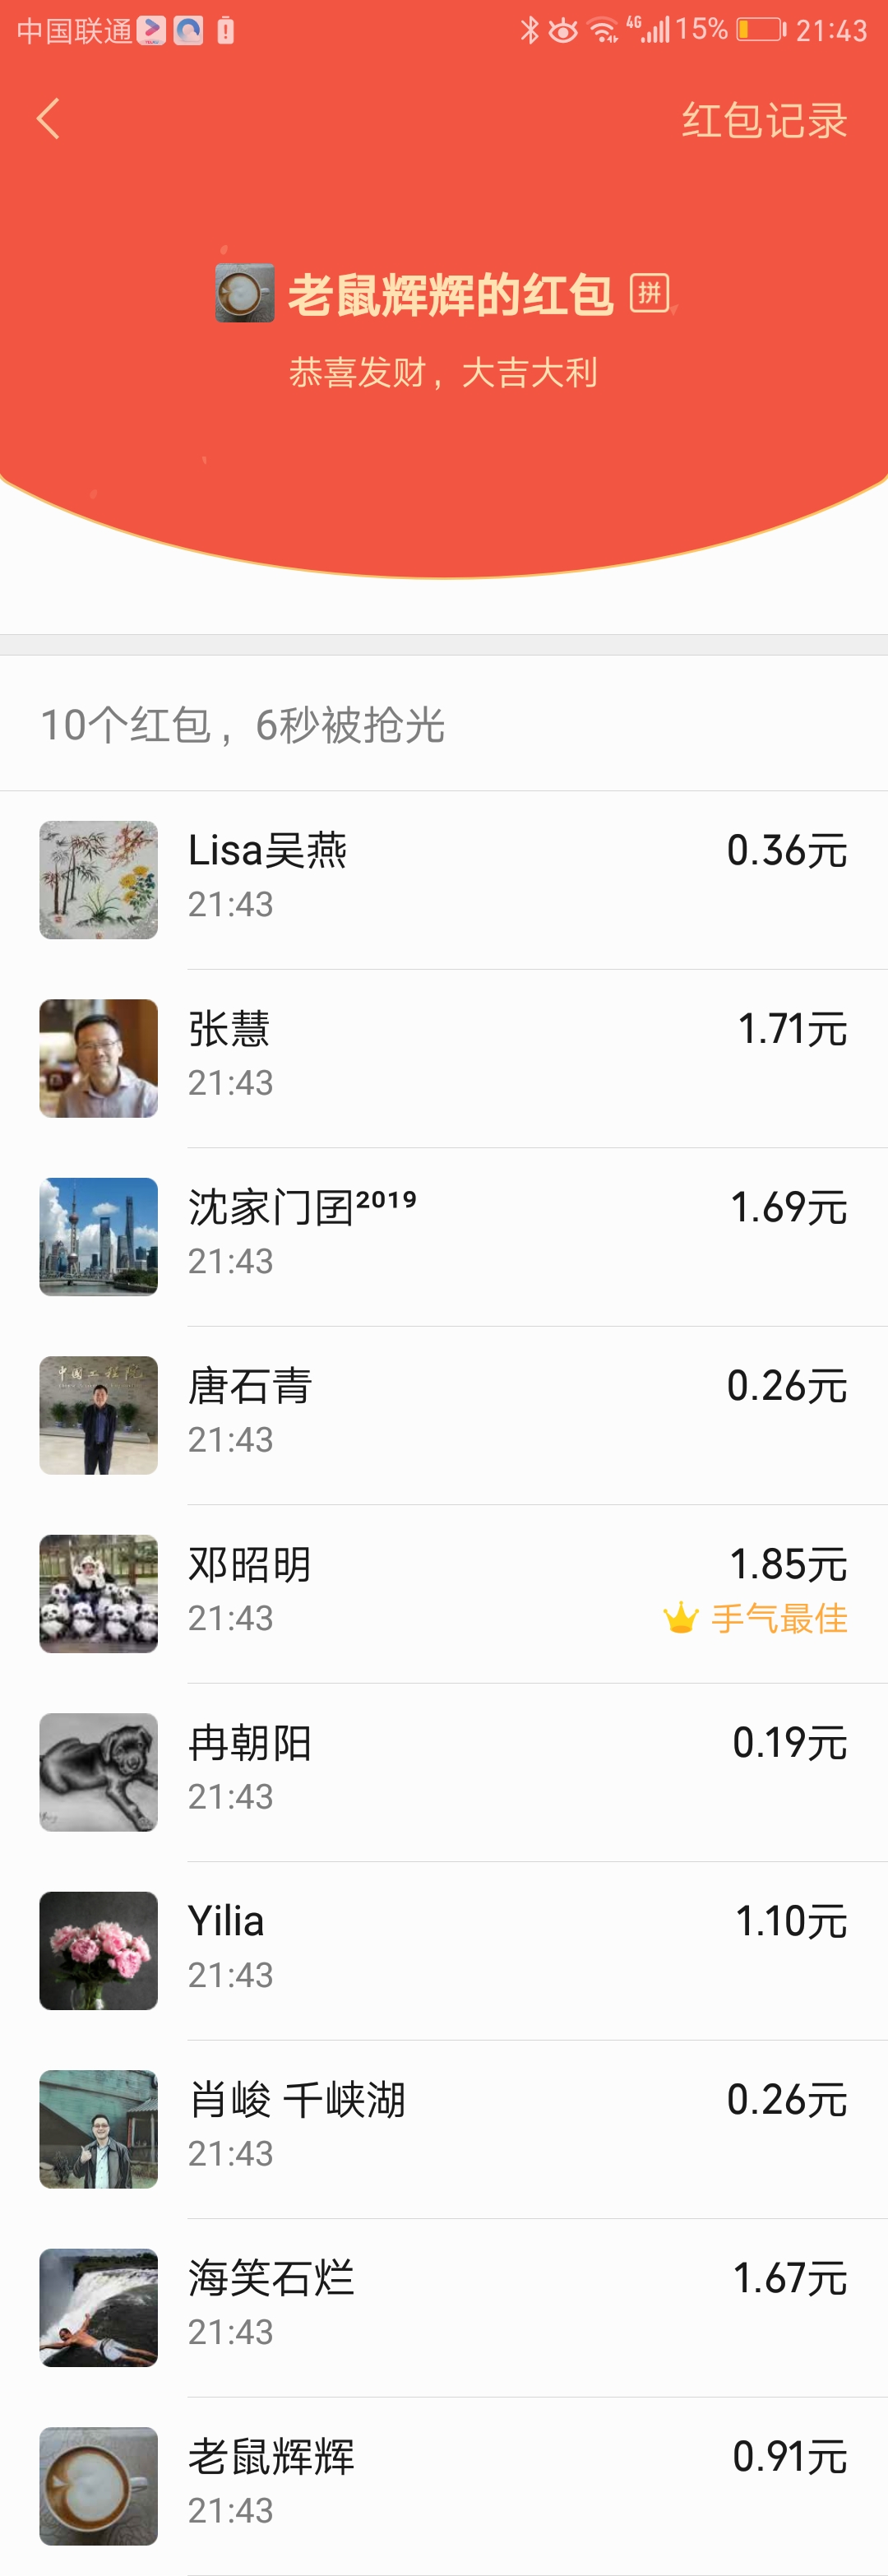 中国联通
4G 15% 21:43
红包记录
老鼠辉辉的红包 拼
恭喜发财，大吉大利
10个红包，6秒被抢光
Lisa吴燕 0.36元
21:43
张慧 1.71元
21:43
沈家门囝²⁰¹⁹ 1.69元
21:43
中国工程院
唐石青 0.26元
21:43
邓昭明 1.85元
21:43 手气最佳
冉朝阳 0.19元
21:43
Yilia 1.10元
21:43
肖峻 千峡湖 0.26元
21:43
海笑石烂 1.67元
21:43
老鼠辉辉 0.91元
21:43